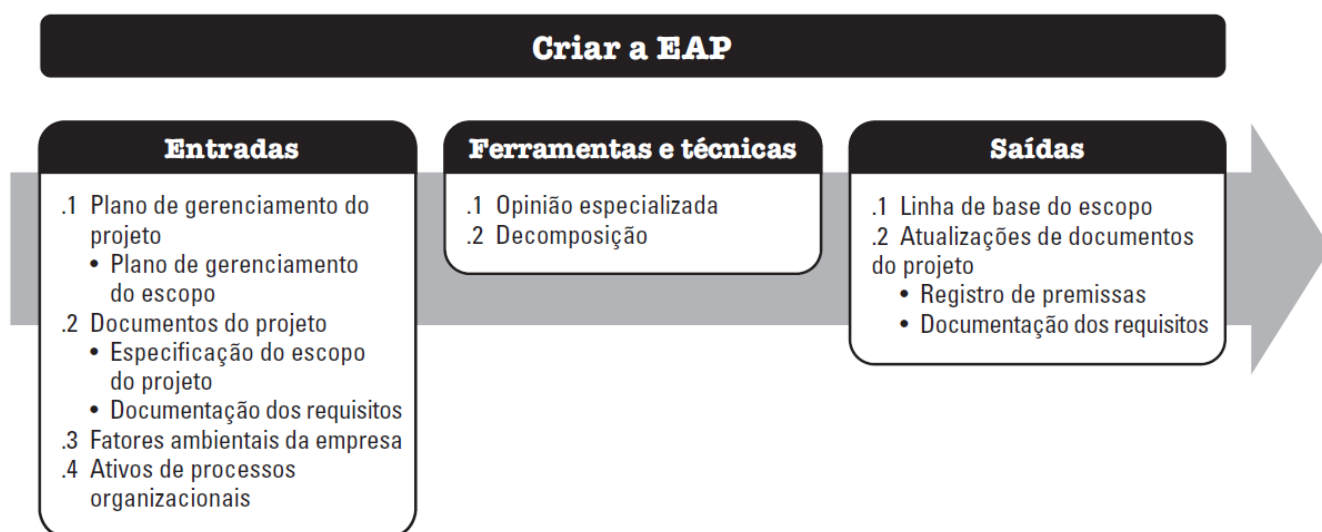 Criar a EAP
Entradas
.1 Plano de gerenciamento do
projeto
• Plano de gerenciamento
do escopo
.2 Documentos do projeto
• Especificação do escopo
do projeto
• Documentação dos requisitos
.3 Fatores ambientais da empresa
.4 Ativos de processos
organizacionais
Ferramentas e técnicas
.1 Opinião especializada
.2 Decomposição
Saídas
.1 Linha de base do escopo
.2 Atualizações de documentos
do projeto
• Registro de premissas
• Documentação dos requisitos